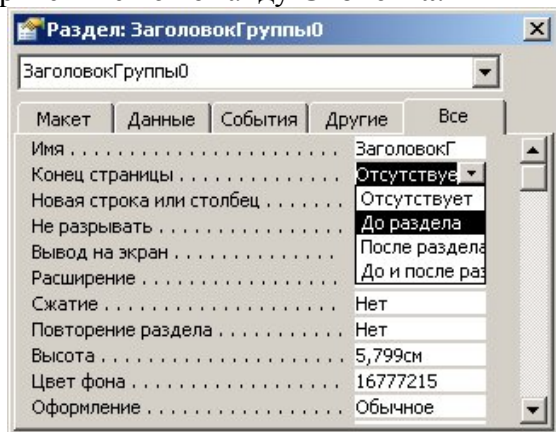 Раздел: ЗаголовокГруппы0
ЗаголовокГруппы0
Макет Данные События Другие Все
Имя ЗаголовокГ
Конец страницы Отсутствуе
Новая строка или столбец Отсутствует
Не разрывать До раздела
Вывод на экран После раздела
Расширение До и после раз
Сжатие Нет
Повторение раздела Нет
Высота 5,799см
Цвет фона 16777215
Оформление Обычное